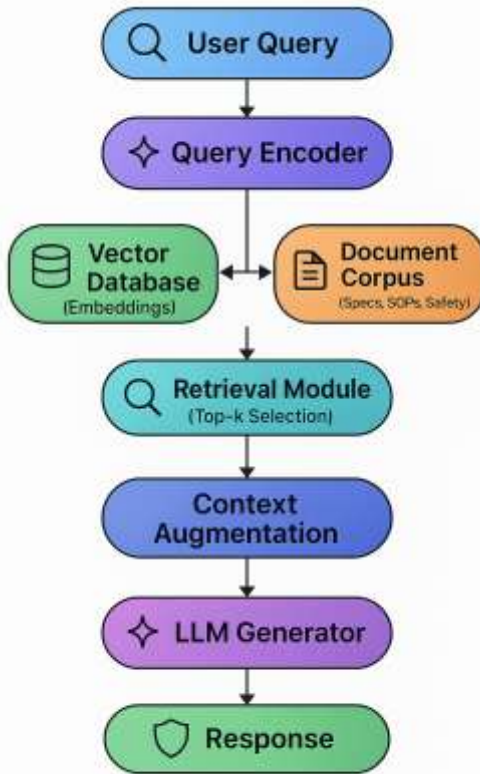 User Query
Query Encoder
Vector
Database
(Embeddings)
Document
Corpus
(Specs, SOPs, Safety)
Retrieval Module
(Top-k Selection)
Context
Augmentation
LLM Generator
Response